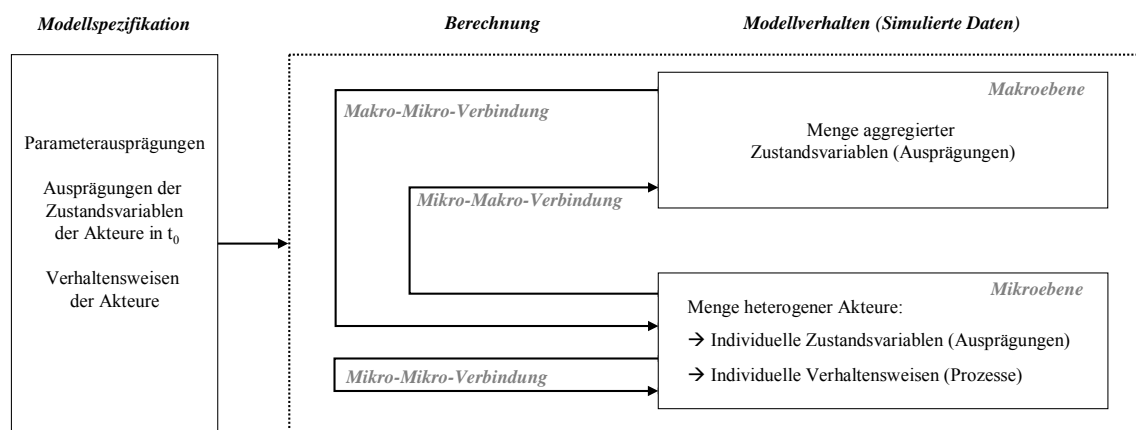 Modellspezifikation
Berechnung
Modellverhalten (Simulierte Daten)
Parameterausprägungen
Ausprägungen der
Zustandsvariablen
der Akteure in t₀
Verhaltensweisen
der Akteure
Makro-Mikro-Verbindung
Mikro-Makro-Verbindung
Mikro-Mikro-Verbindung
Makroebene
Menge aggregierter
Zustandsvariablen (Ausprägungen)
Mikroebene
Menge heterogener Akteure:
→ Individuelle Zustandsvariablen (Ausprägungen)
→ Individuelle Verhaltensweisen (Prozesse)